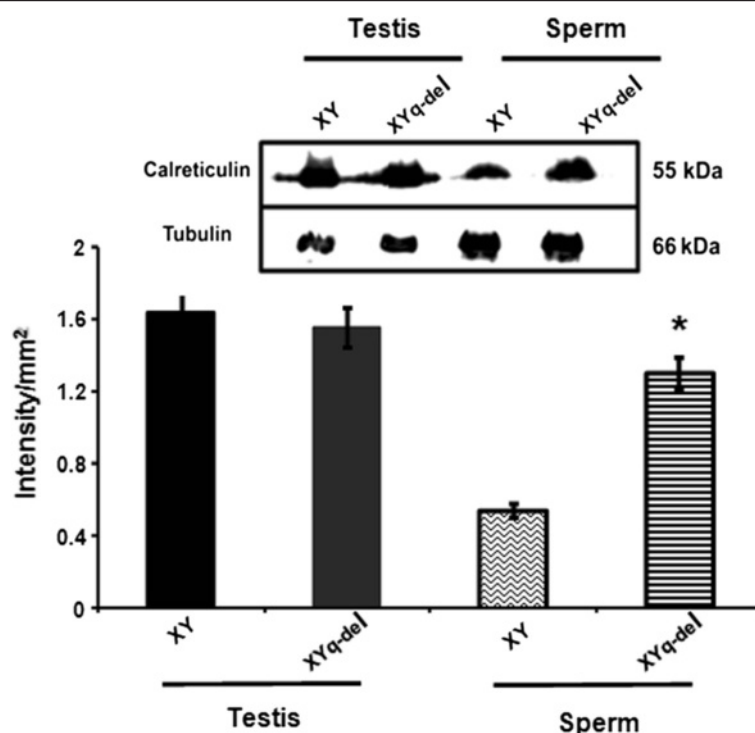 Testis Sperm
XY XYq-del XY XYq-del
Calreticulin 55 kDa
Tubulin 66 kDa
2
1.6
1.2
0.8
0.4
0
Intensity/mm²
*
XY XYq-del XY XYq-del
Testis Sperm